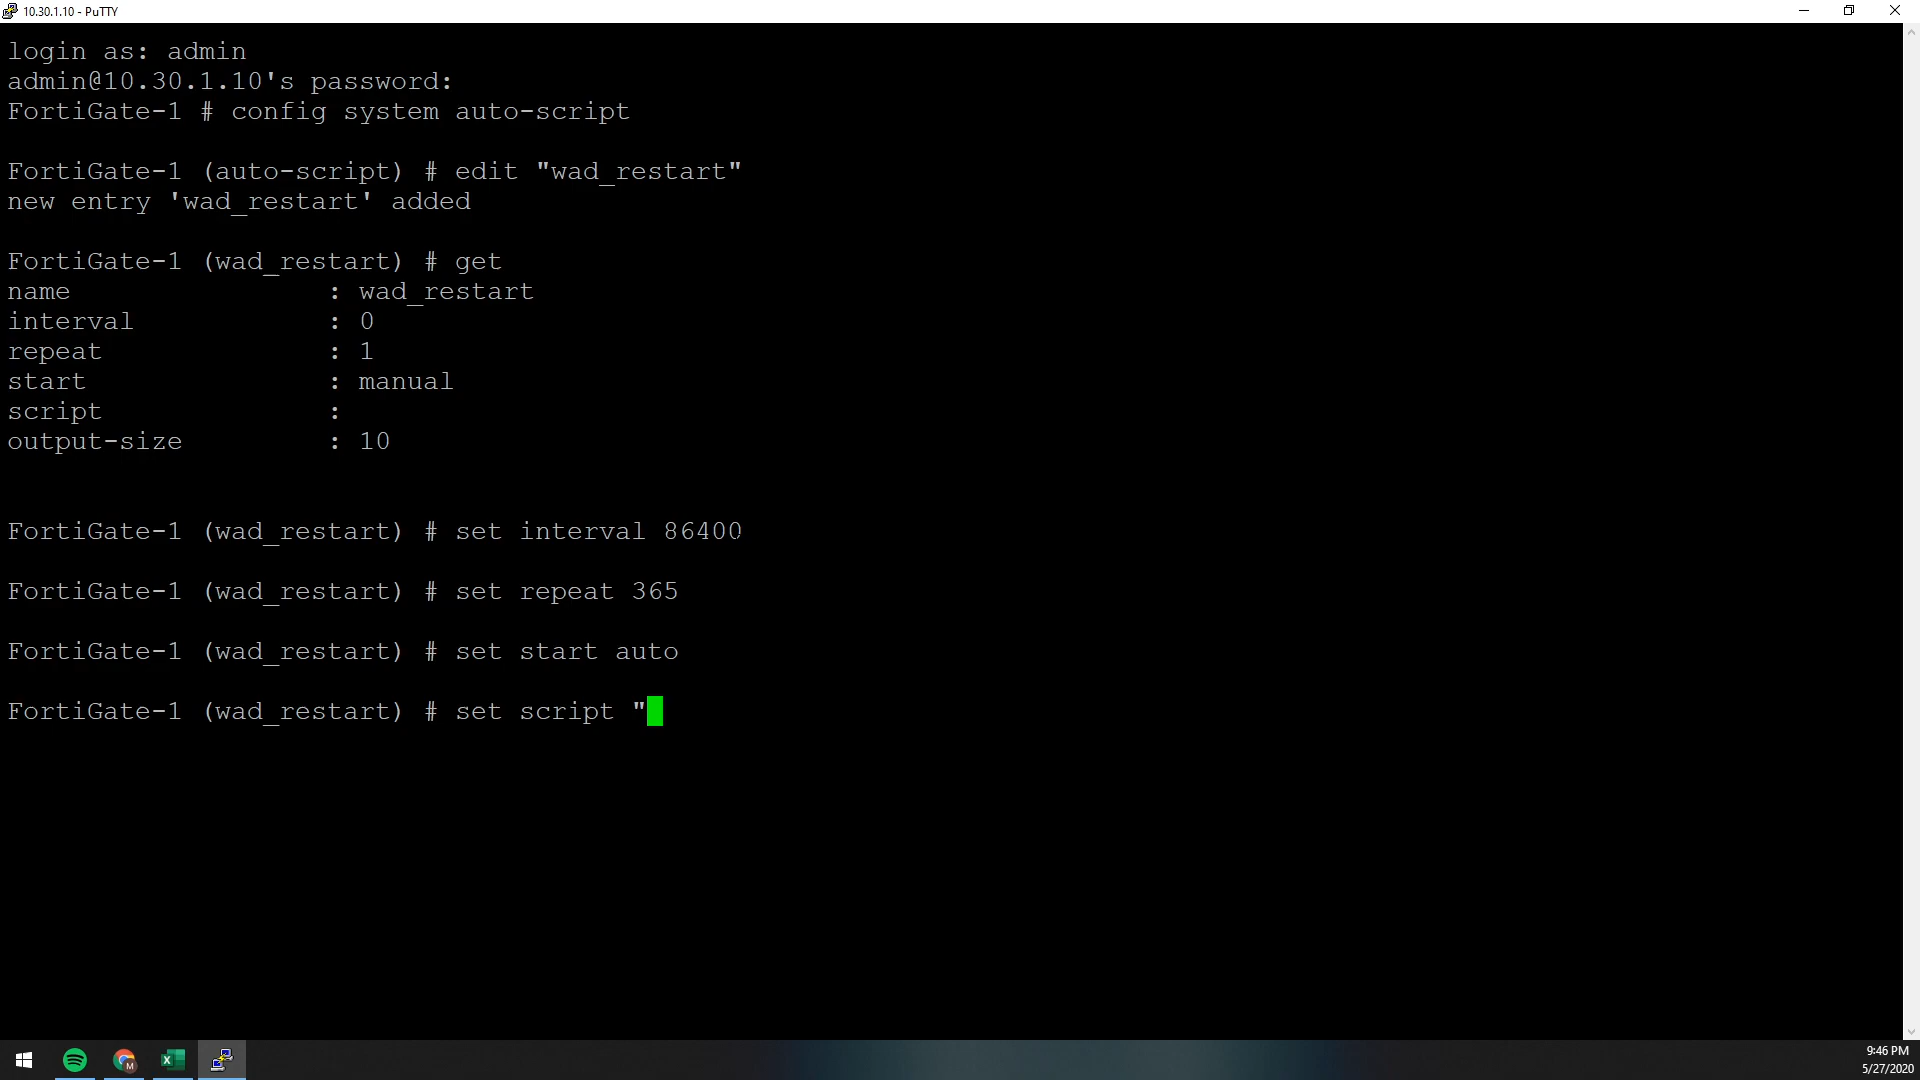 10.30.1.10 - PuTTY
login as: admin
admin@10.30.1.10's password:
FortiGate-1 # config system auto-script
FortiGate-1 (auto-script) # edit "wad_restart"
new entry 'wad_restart' added
FortiGate-1 (wad_restart) # get
name : wad_restart
interval : 0
repeat : 1
start : manual
script :
output-size : 10
FortiGate-1 (wad_restart) # set interval 86400
FortiGate-1 (wad_restart) # set repeat 365
FortiGate-1 (wad_restart) # set start auto
FortiGate-1 (wad_restart) # set script "
9:46 PM
5/27/2020